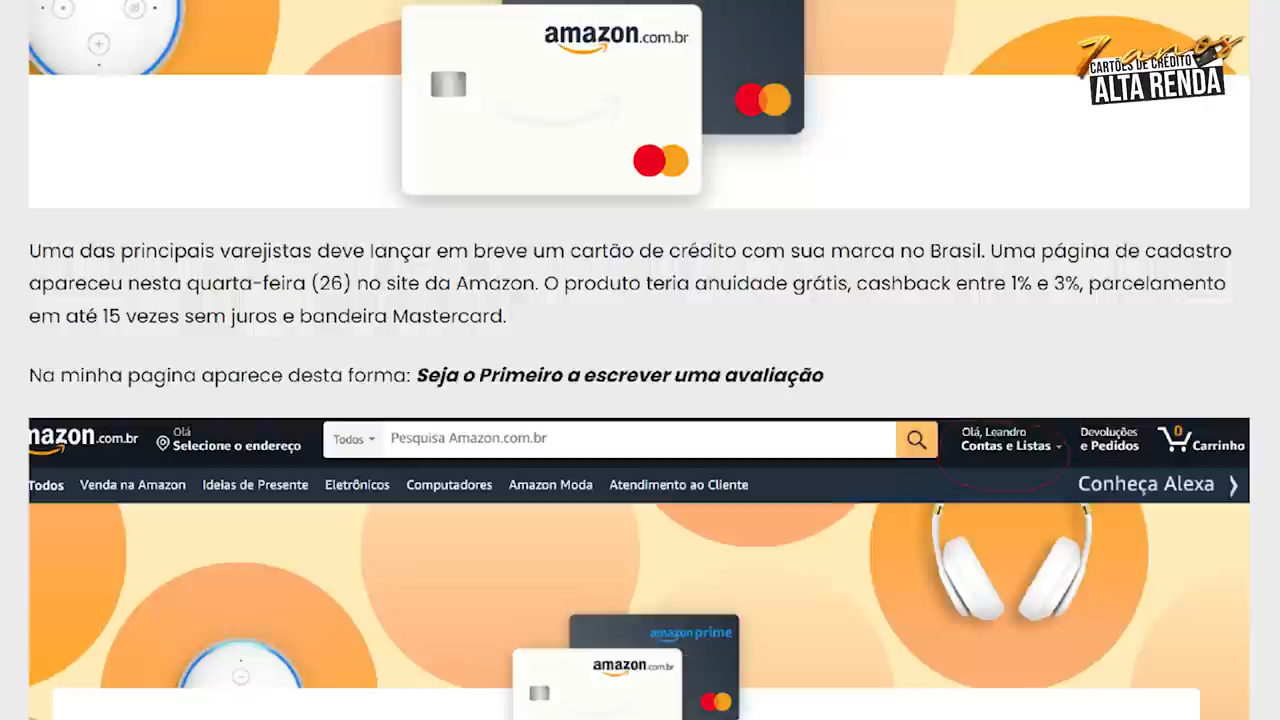 amazon.com.br
7 anos
CARTÕES DE CRÉDITO
ALTA RENDA
Uma das principais varejistas deve lançar em breve um cartão de crédito com sua marca no Brasil. Uma página de cadastro
apareceu nesta quarta-feira (26) no site da Amazon. O produto teria anuidade grátis, cashback entre 1% e 3%, parcelamento
em até 15 vezes sem juros e bandeira Mastercard.
Na minha pagina aparece desta forma: Seja o Primeiro a escrever uma avaliação
mazon.com.br
Olá
Selecione o endereço
Todos
Pesquisa Amazon.com.br
Olá, Leandro
Contas e Listas
Devoluções
e Pedidos
0
Carrinho
Todos Venda na Amazon Ideias de Presente Eletrônicos Computadores Amazon Moda Atendimento ao Cliente Conheça Alexa
amazon prime
amazon.com.br